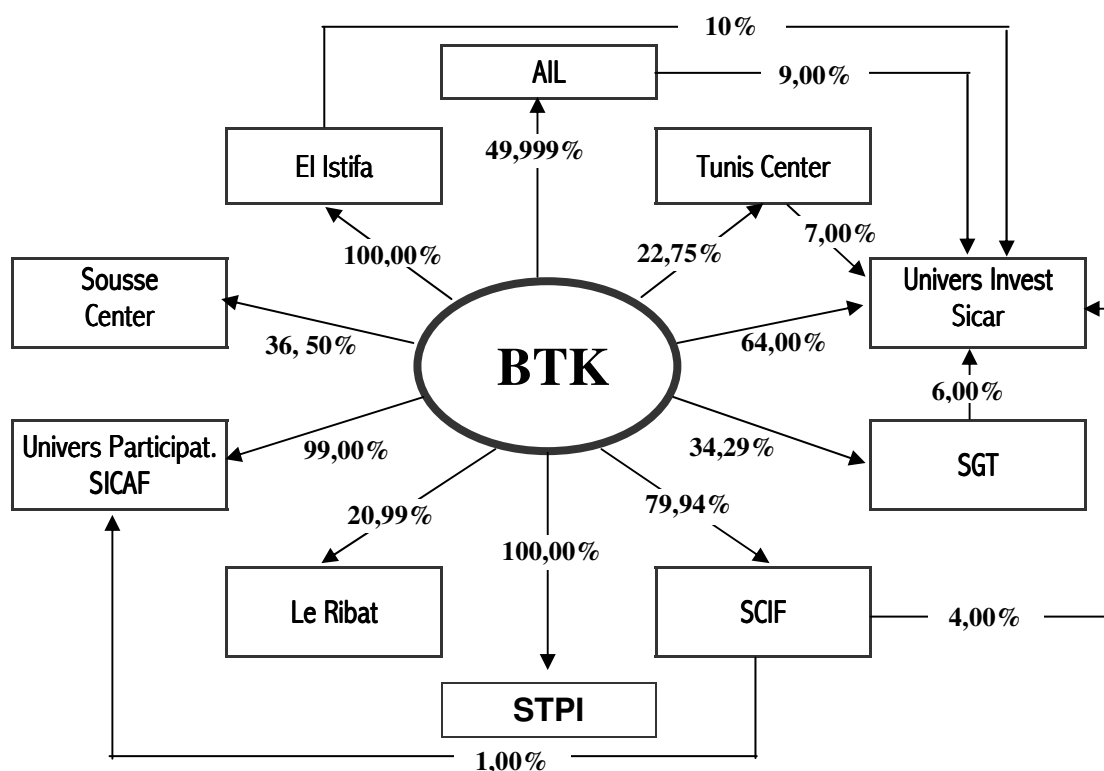 10%
AIL
9,00%
49,999%
El Istifa
Tunis Center
100,00%
22,75%
7,00%
Sousse
Center
Univers Invest
Sicar
36, 50%
BTK
64,00%
6,00%
Univers Participat.
SICAF
99,00%
34,29%
SGT
20,99%
79,94%
100,00%
Le Ribat
SCIF
4,00%
STPI
1,00%